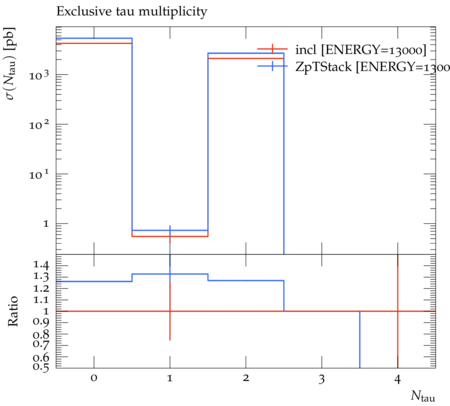 Exclusive tau multiplicity
σ(N_tau) [pb]
incl [ENERGY=13000]
ZpTStack [ENERGY=1300
10^3
10^2
10^1
1
Ratio
1.4
1.3
1.2
1.1
1
0.9
0.8
0.7
0.6
0.5
0 1 2 3 4
N_tau